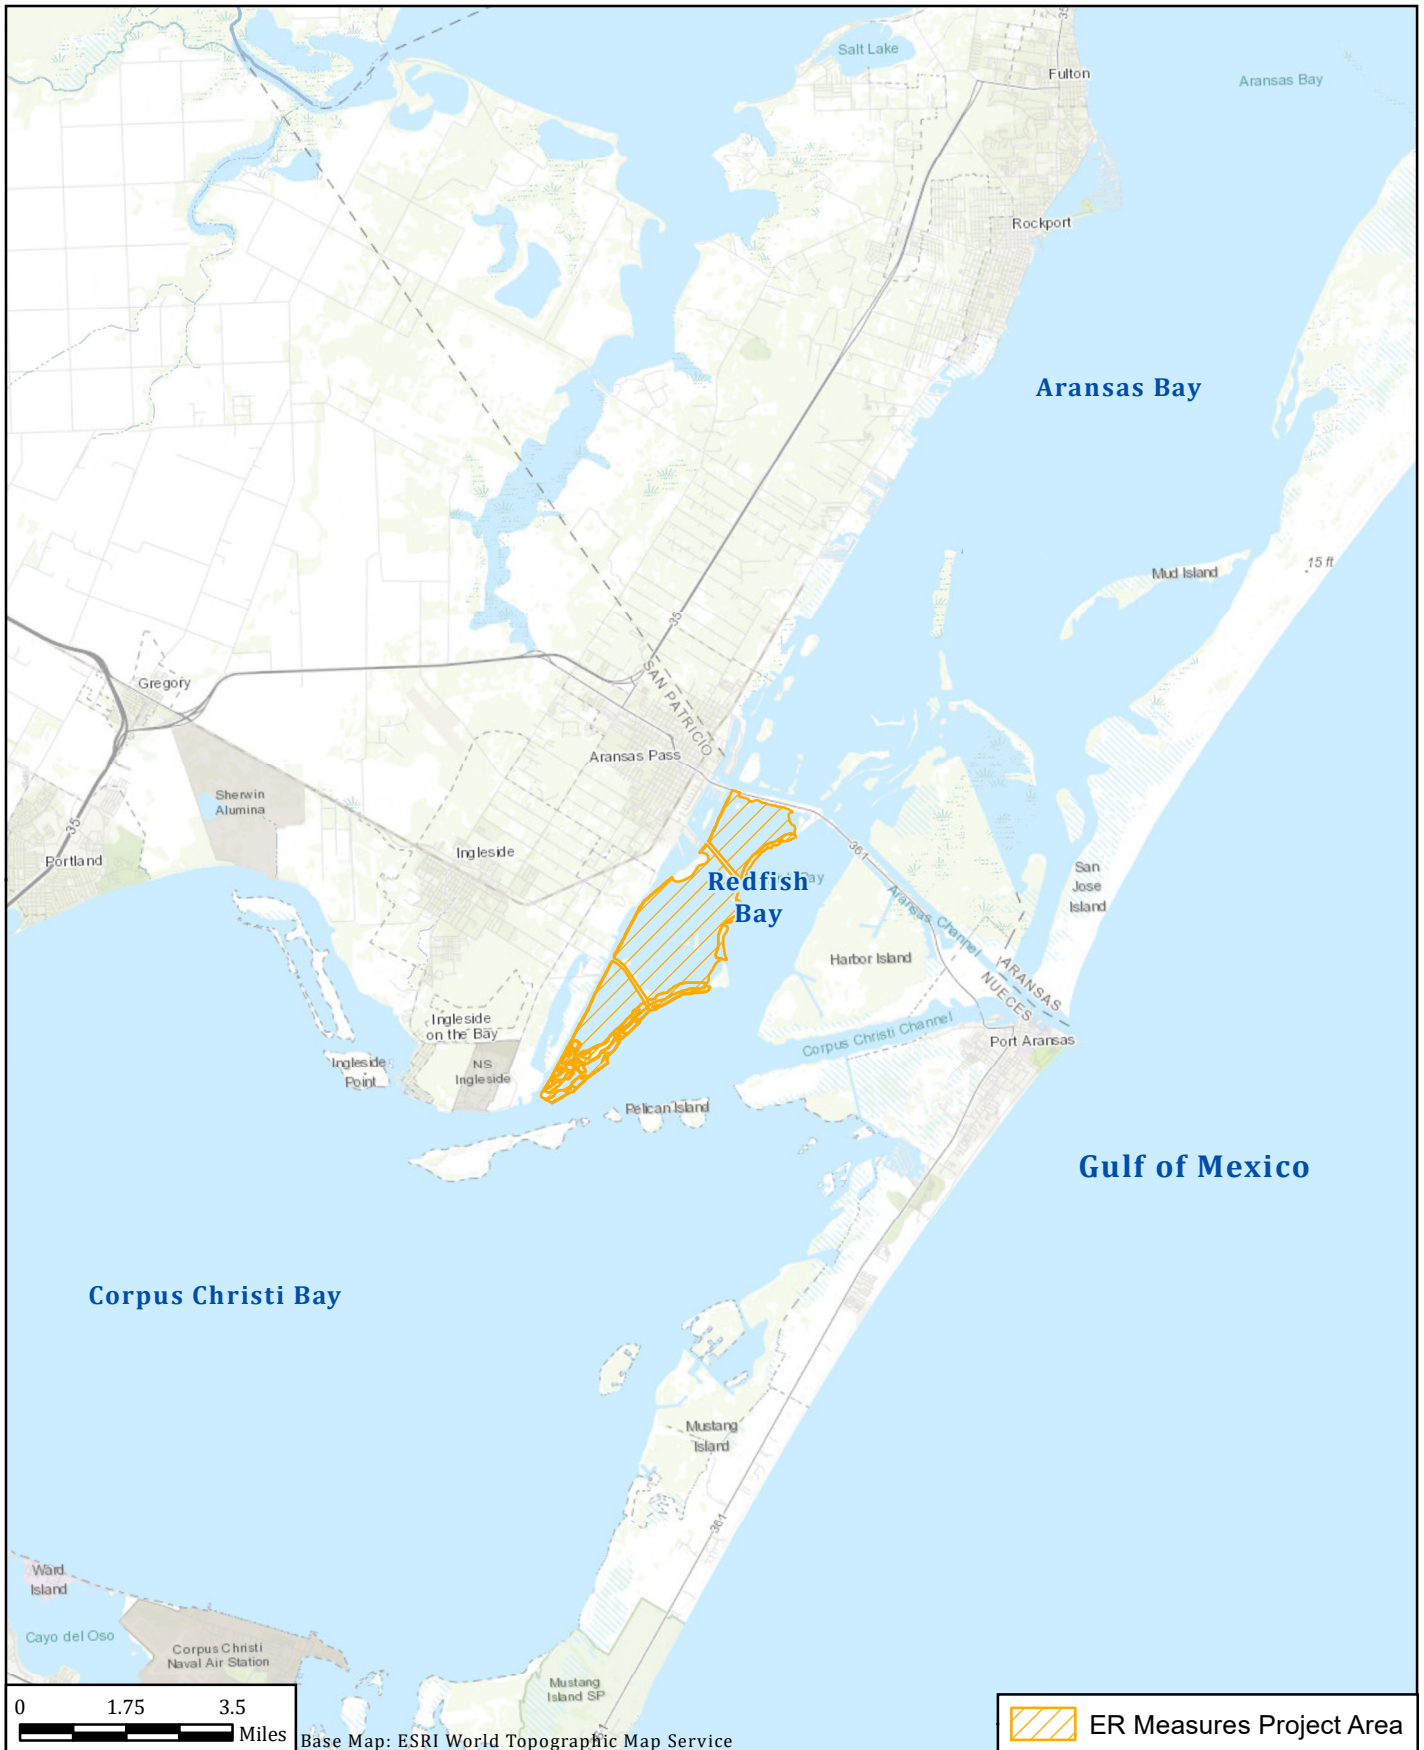 35
Salt Lake
Fulton
Aransas Bay
Rockport
Aransas Bay
15 ft
Mud Island
35
SAN PATRICIO
Gregory
Aransas Pass
Sherwin
Alumina
35
Portland
Ingleside
361
Redfish
Bay
Bay
San
Jose
Island
Aransas Channel
Harbor Island
ARANSAS
NUECES
Ingleside
on the Bay
Corpus Christi Channel
Port Aransas
Ingleside
Point
NS
Ingleside
Pelican Island
Gulf of Mexico
Corpus Christi Bay
Mustang
Island
361
Ward
Island
Cayo del Oso
Corpus Christi
Naval Air Station
Mustang
Island SP
0 1.75 3.5
Miles
Base Map: ESRI World Topographic Map Service
ER Measures Project Area